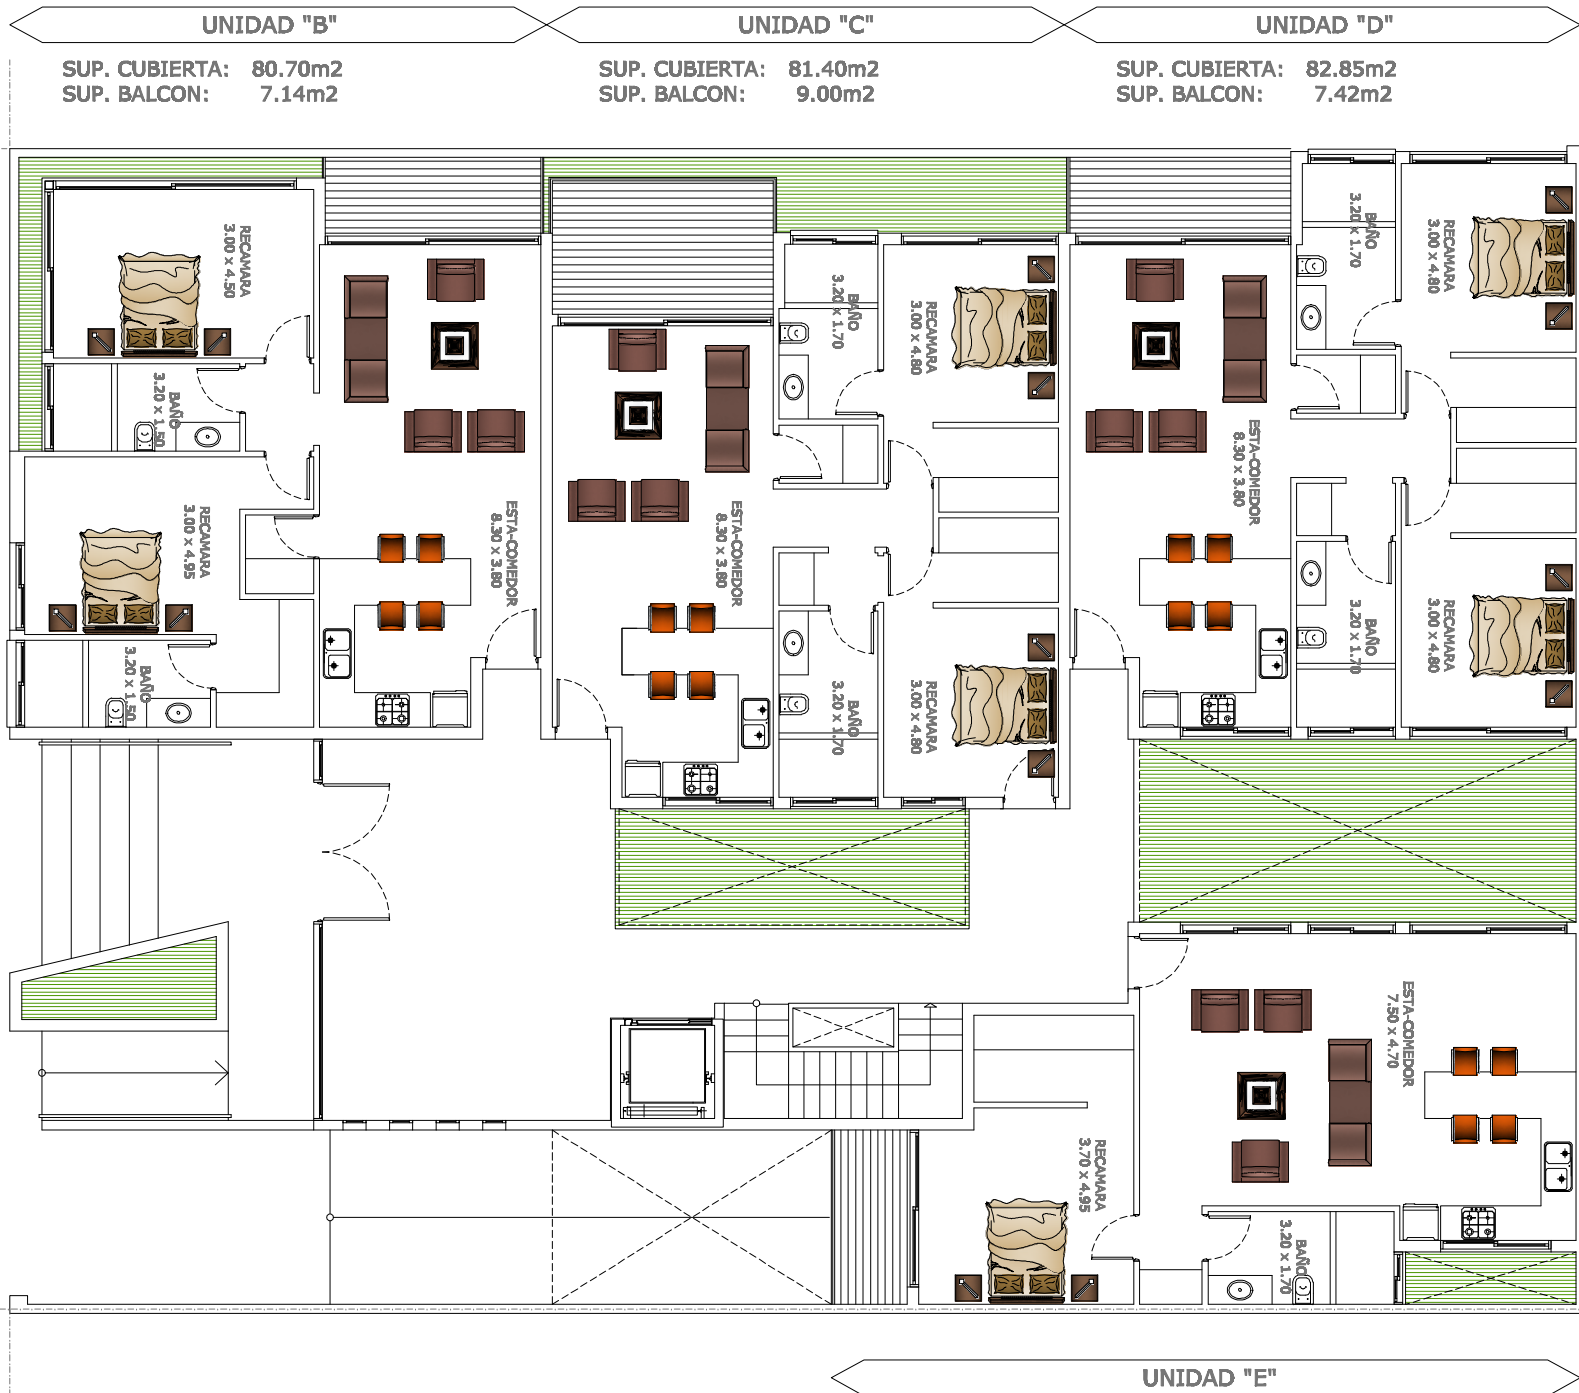 UNIDAD "B"
UNIDAD "C"
UNIDAD "D"
SUP. CUBIERTA: 80.70m2
SUP. BALCON: 7.14m2
SUP. CUBIERTA: 81.40m2
SUP. BALCON: 9.00m2
SUP. CUBIERTA: 82.85m2
SUP. BALCON: 7.42m2
RECAMARA
3.00 x 4.50
BAÑO
3.20 x 1.50
RECAMARA
3.00 x 4.95
BAÑO
3.20 x 1.50
ESTA-COMEDOR
8.30 x 3.80
ESTA-COMEDOR
8.30 x 3.80
BAÑO
3.20 x 1.70
RECAMARA
3.00 x 4.80
BAÑO
3.20 x 1.70
RECAMARA
3.00 x 4.80
ESTA-COMEDOR
8.30 x 3.80
BAÑO
3.20 x 1.70
RECAMARA
3.00 x 4.80
BAÑO
3.20 x 1.70
RECAMARA
3.00 x 4.80
ESTA-COMEDOR
7.50 x 4.70
RECAMARA
3.70 x 4.95
BAÑO
3.20 x 1.70
UNIDAD "E"